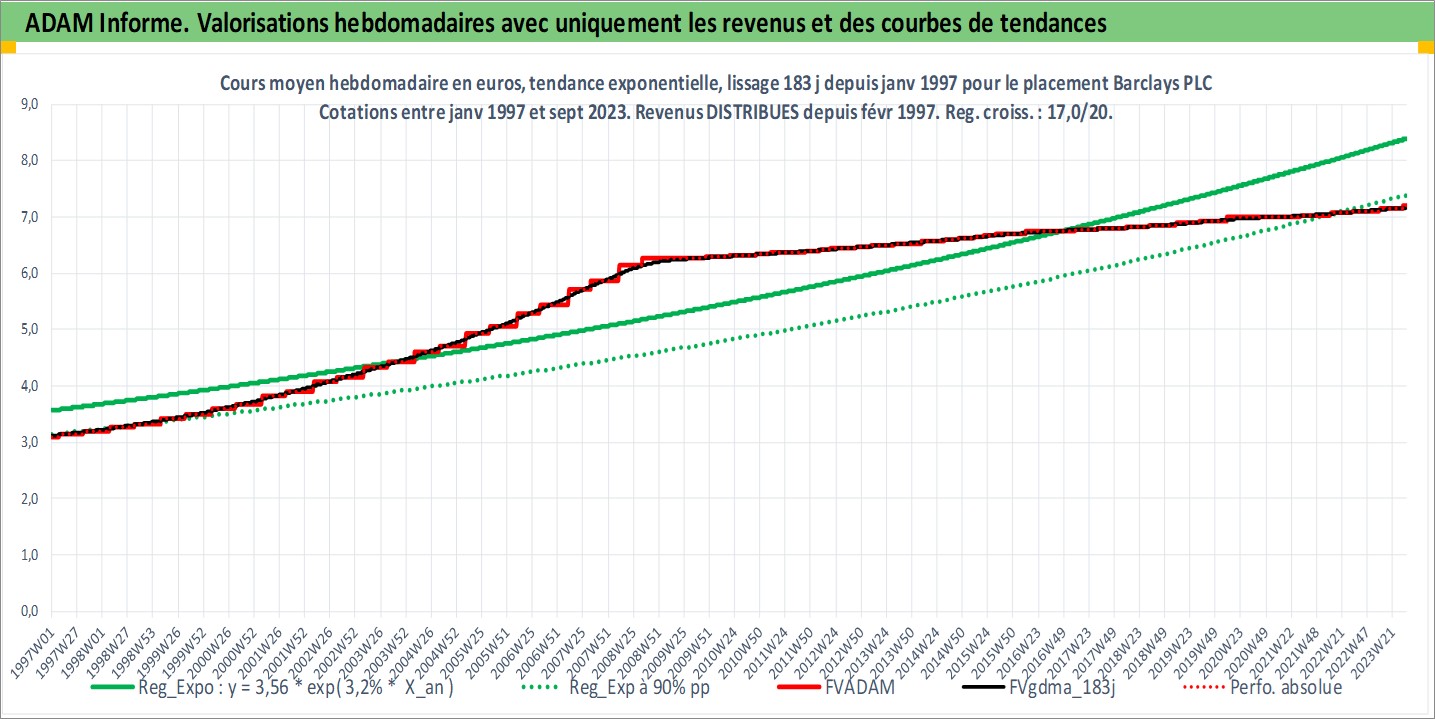 ADAM Informe. Valorisations hebdomadaires avec uniquement les revenus et des courbes de tendances
Cours moyen hebdomadaire en euros, tendance exponentielle, lissage 183 j depuis janv 1997 pour le placement Barclays PLC
Cotations entre janv 1997 et sept 2023. Revenus DISTRIBUES depuis févr 1997. Reg. croiss. : 17,0/20.
9,0
8,0
7,0
6,0
5,0
4,0
3,0
2,0
1,0
0,0
1997W01 1997W27 1998W01 1998W27 1998W53 1999W26 1999W52 2000W26 2000W52 2001W26 2001W52 2002W26 2002W52 2003W26 2003W52 2004W26 2004W52 2005W25 2005W51 2006W25 2006W51 2007W25 2007W51 2008W25 2008W51 2009W25 2009W51 2010W24 2010W50 2011W24 2011W50 2012W24 2012W50 2013W24 2013W50 2014W24 2014W50 2015W24 2015W50 2016W23 2016W49 2017W23 2017W49 2018W23 2018W49 2019W23 2019W49 2020W23 2020W49 2021W22 2021W48 2022W21 2022W47 2023W21
Reg_Expo : y = 3,56 * exp( 3,2% * X_an ) Reg_Exp à 90% pp FVADAM FVgdma_183j Perfo. absolue